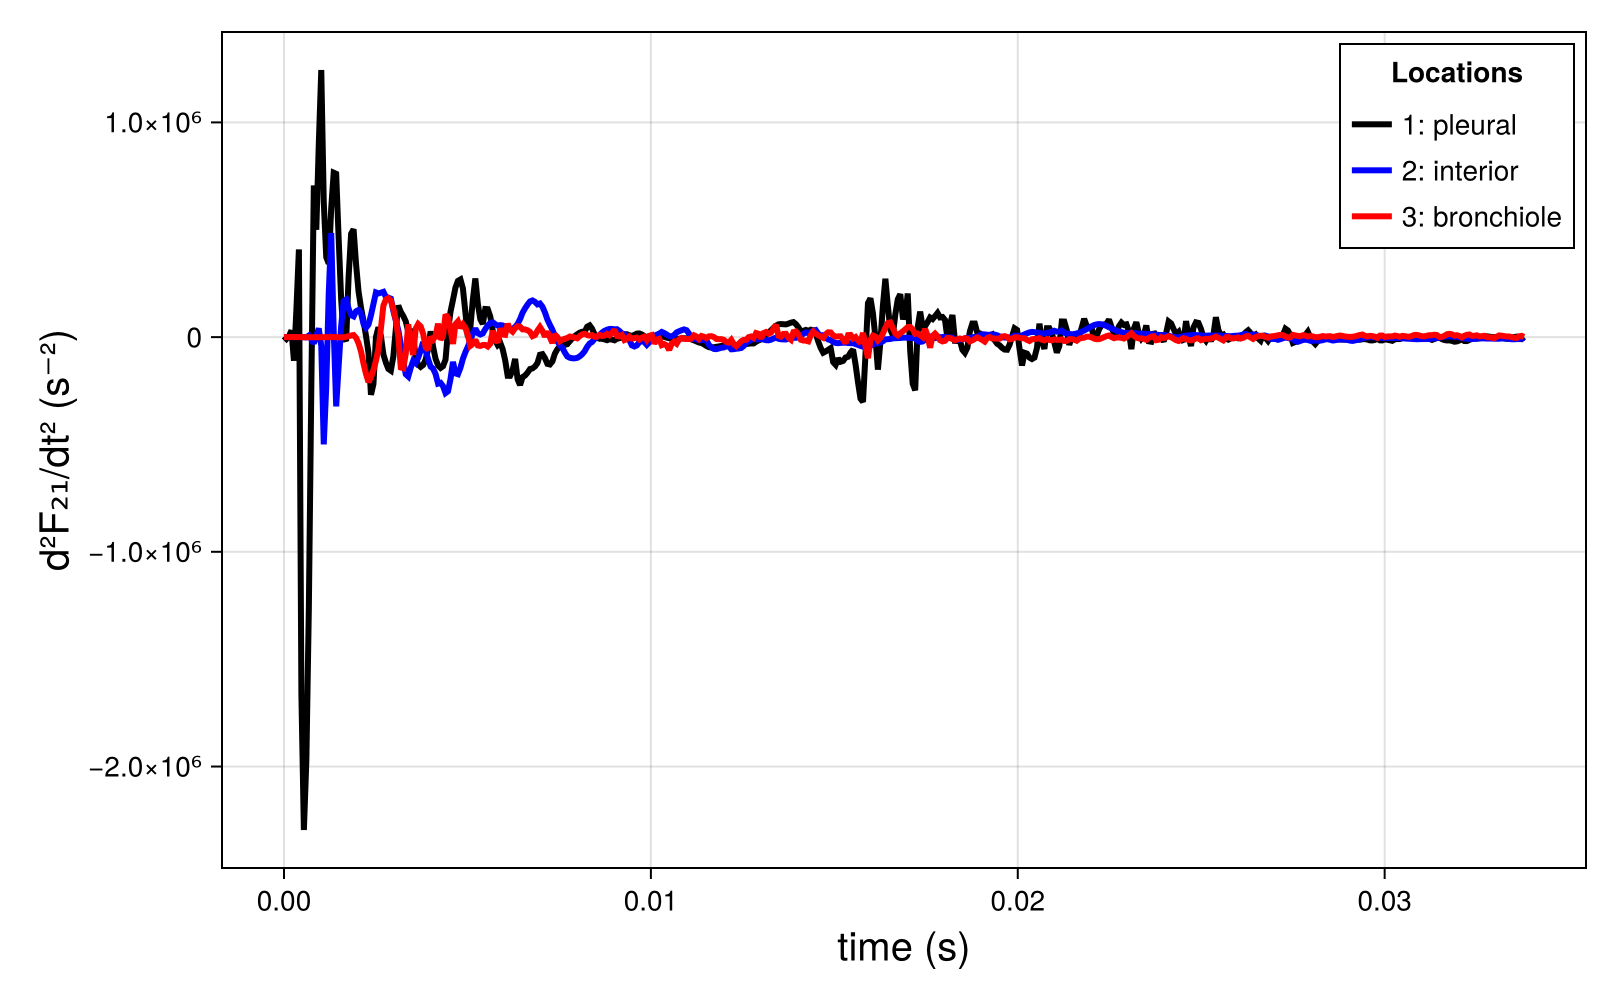 Locations
1: pleural
2: interior
3: bronchiole
1.0×10⁶
0
−1.0×10⁶
−2.0×10⁶
d²F₂₁/dt² (s⁻²)
0.00 0.01 0.02 0.03
time (s)